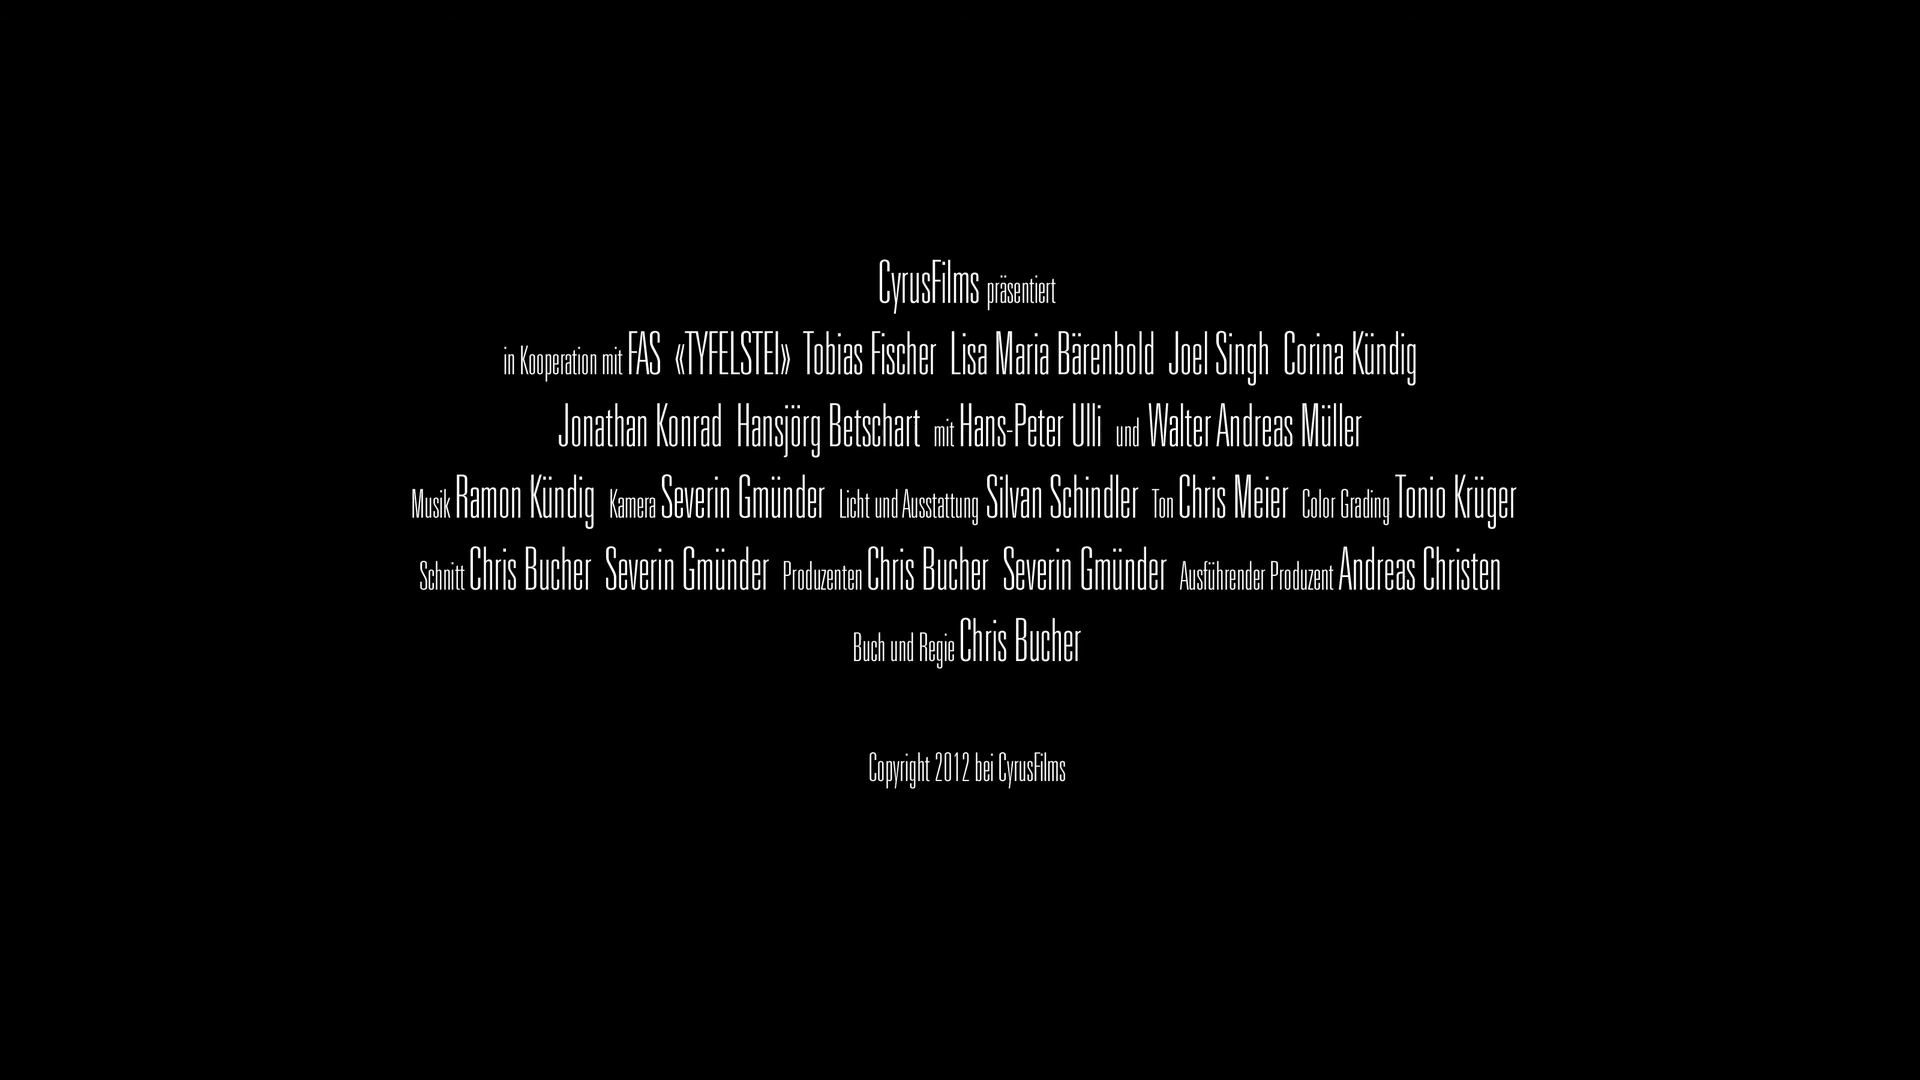 CyrusFilms präsentiert
in Kooperation mit FAS «TYFELSTEI» Tobias Fischer Lisa Maria Bärenbold Joel Singh Corina Kündig
Jonathan Konrad Hansjörg Betschart mit Hans-Peter Ulli und Walter Andreas Müller
Musik Ramon Kündig Kamera Severin Gmünder Licht und Ausstattung Silvan Schindler Ton Chris Meier Color Grading Tonio Krüger
Schnitt Chris Bucher Severin Gmünder Produzenten Chris Bucher Severin Gmünder Ausführender Produzent Andreas Christen
Buch und Regie Chris Bucher
Copyright 2012 bei CyrusFilms